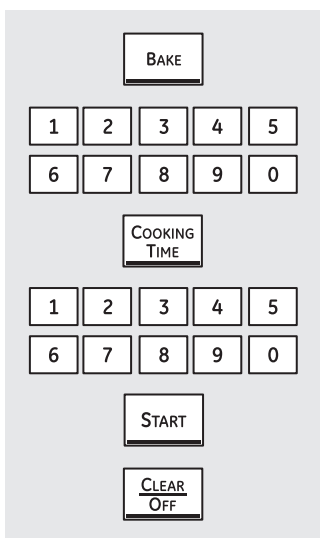 BAKE
1 2 3 4 5
6 7 8 9 0
COOKING
TIME
1 2 3 4 5
6 7 8 9 0
START
CLEAR
OFF